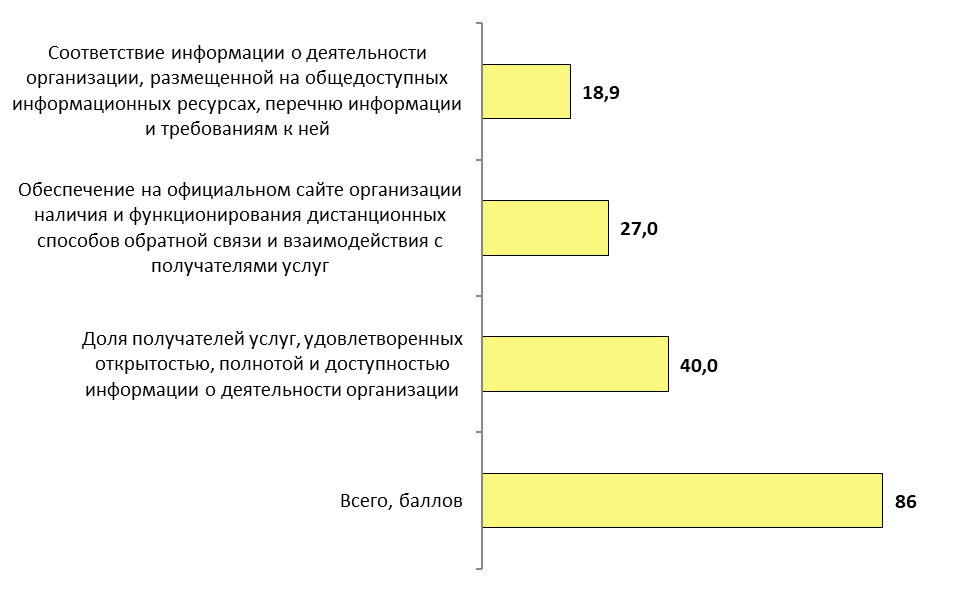 Соответствие информации о деятельности
организации, размещенной на общедоступных
информационных ресурсах, перечню информации
и требованиям к ней
18,9
Обеспечение на официальном сайте организации
наличия и функционирования дистанционных
способов обратной связи и взаимодействия с
получателями услуг
27,0
Доля получателей услуг, удовлетворенных
открытостью, полнотой и доступностью
информации о деятельности организации
40,0
Всего, баллов
86